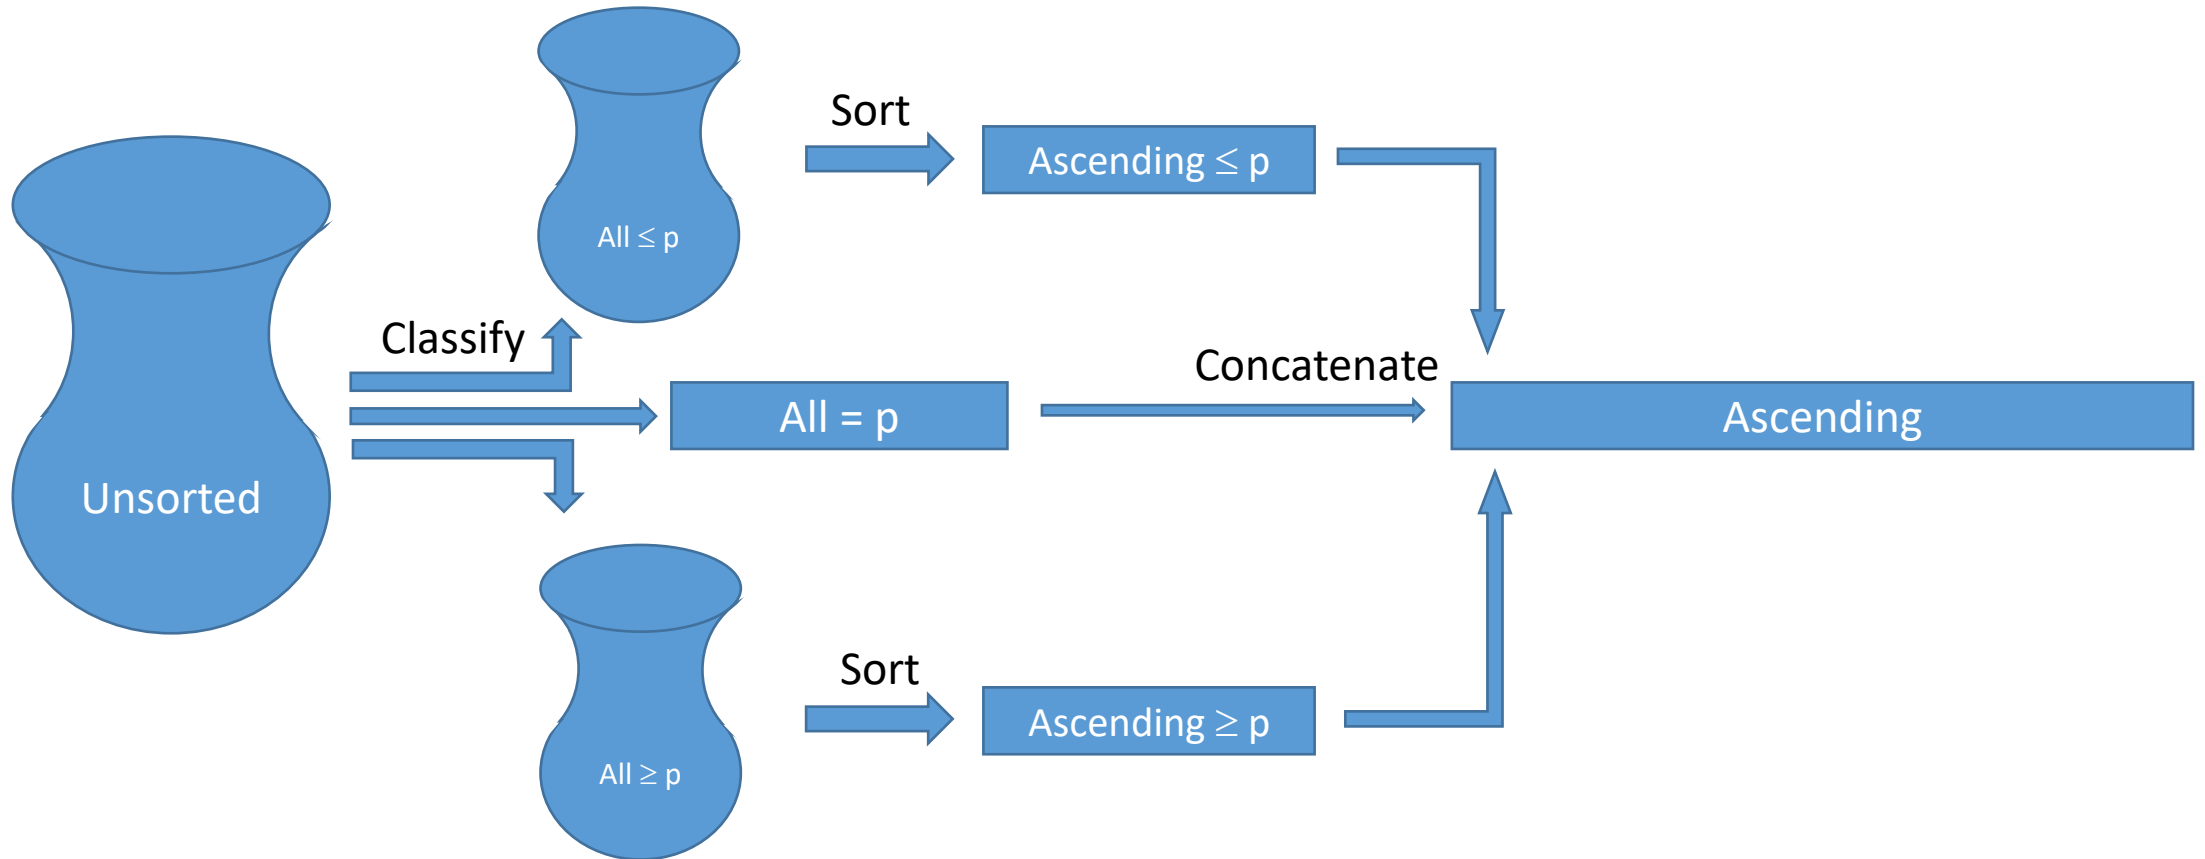 Unsorted
Classify
All ≤ p
Sort
Ascending ≤ p
All = p
Concatenate
Ascending
All ≥ p
Sort
Ascending ≥ p